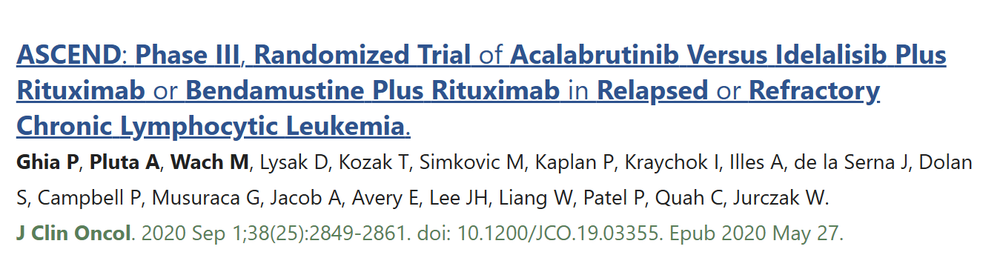 ASCEND: Phase III, Randomized Trial of Acalabrutinib Versus Idelalisib Plus
Rituximab or Bendamustine Plus Rituximab in Relapsed or Refractory
Chronic Lymphocytic Leukemia.
Ghia P, Pluta A, Wach M, Lysak D, Kozak T, Simkovic M, Kaplan P, Kraychok I, Illes A, de la Serna J, Dolan
S, Campbell P, Musuraca G, Jacob A, Avery E, Lee JH, Liang W, Patel P, Quah C, Jurczak W.
J Clin Oncol. 2020 Sep 1;38(25):2849-2861. doi: 10.1200/JCO.19.03355. Epub 2020 May 27.